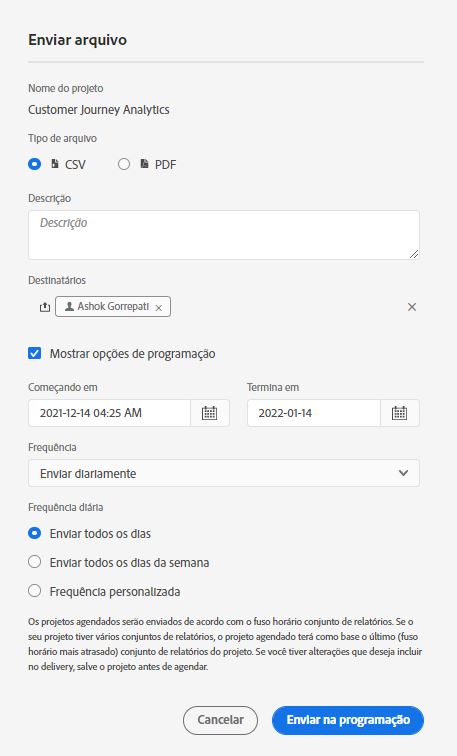 Enviar arquivo
Nome do projeto
Customer Journey Analytics
Tipo de arquivo
CSV PDF
Descrição
Descrição
Destinatários
Ashok Gorrepati
Mostrar opções de programação
Começando em Termina em
2021-12-14 04:25 AM 2022-01-14
Frequência
Enviar diariamente
Frequência diária
Enviar todos os dias
Enviar todos os dias da semana
Frequência personalizada
Os projetos agendados serão enviados de acordo com o fuso horário conjunto de relatórios. Se o
seu projeto tiver vários conjuntos de relatórios, o projeto agendado terá como base o último (fuso
horário mais atrasado) conjunto de relatórios do projeto. Se você tiver alterações que deseja incluir
no delivery, salve o projeto antes de agendar.
Cancelar Enviar na programação